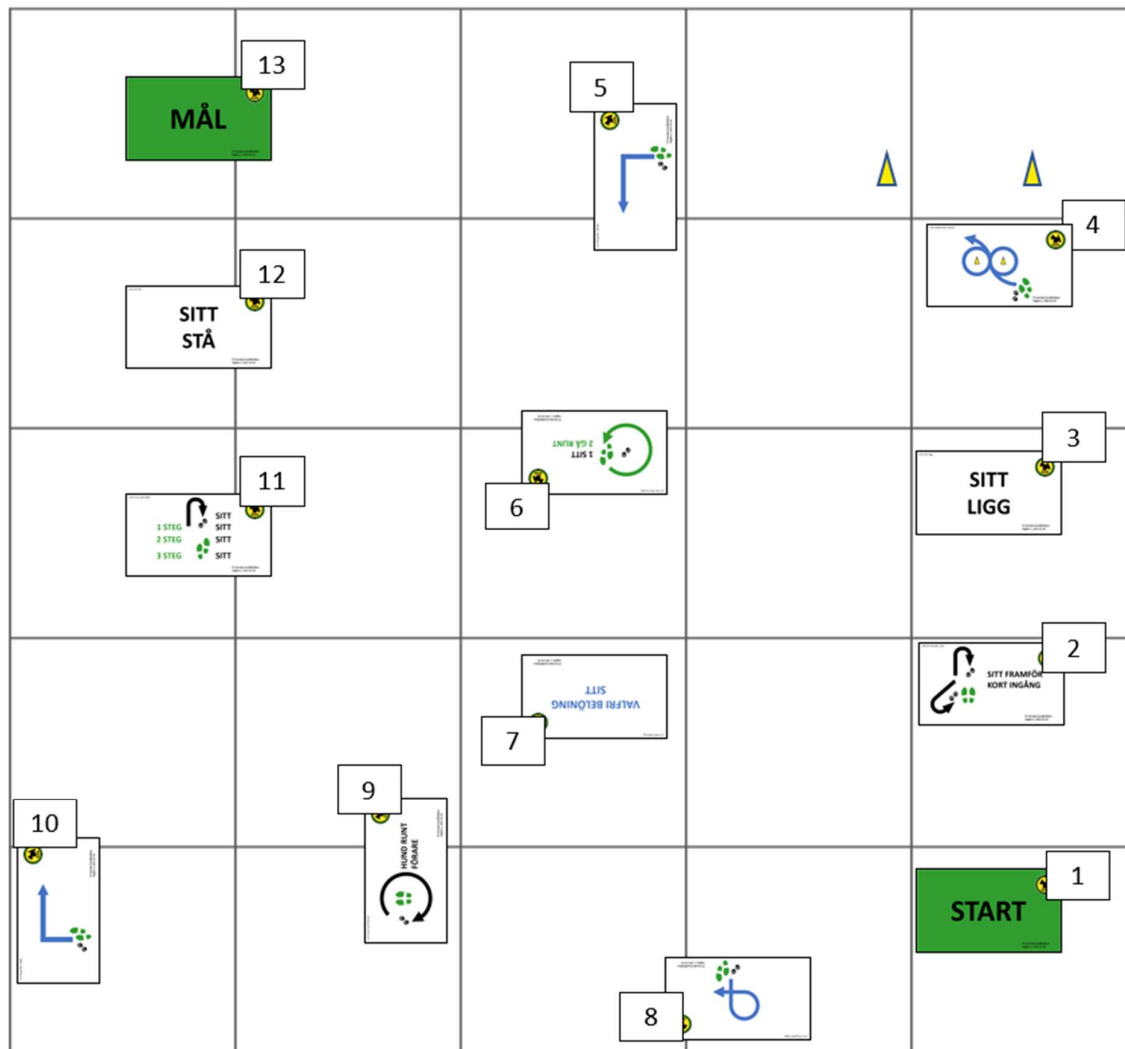 13
MÅL
5
4
12
SITT
STÅ
6
1 SITT
2 GÅ RUNT
3
SITT
LIGG
11
SITT
1 STEG SITT
2 STEG SITT
3 STEG SITT
2
SITT FRAMFÖR
KORT INGÅNG
7
VALFRI BELÖNING
SITT
9
HUND RUNT
FÖRARE
10
1
START
8